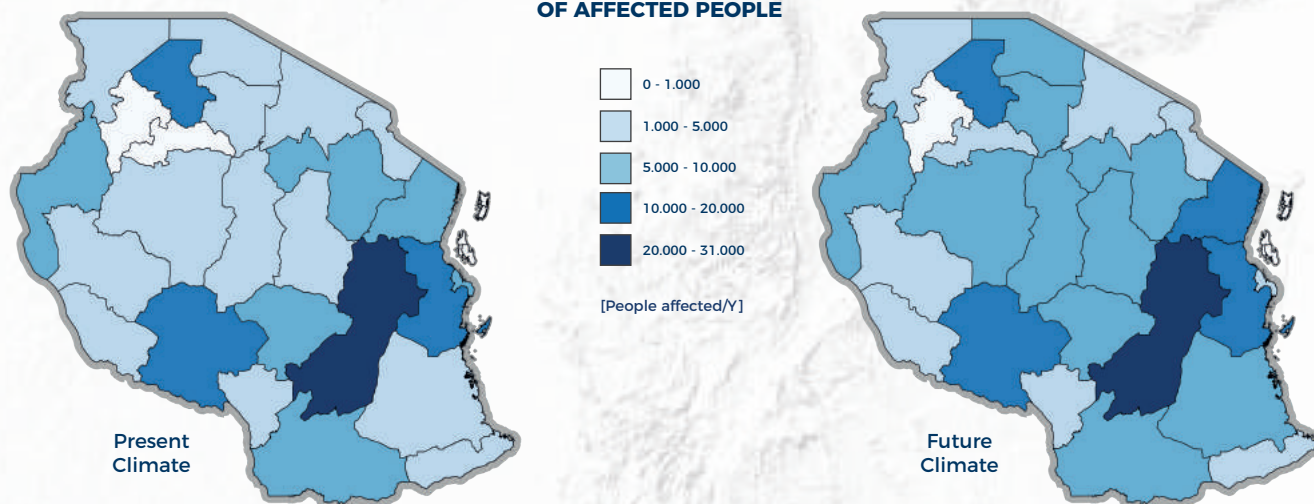 OF AFFECTED PEOPLE
0 - 1.000
1.000 - 5.000
5.000 - 10.000
10.000 - 20.000
20.000 - 31.000
[People affected/Y]
Present
Climate
Future
Climate